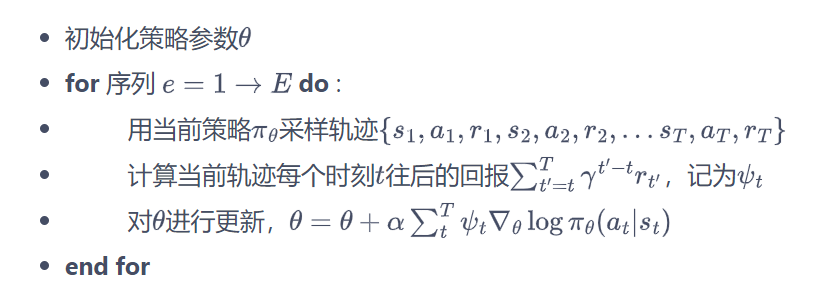 • 初始化策略参数$\theta$
• for 序列 $e = 1 \rightarrow E$ do :
• 用当前策略$\pi_\theta$采样轨迹$\{s_1, a_1, r_1, s_2, a_2, r_2, \ldots s_T, a_T, r_T\}$
• 计算当前轨迹每个时刻$t$往后的回报$\sum_{t'=t}^{T} \gamma^{t'-t} r_{t'}$，记为$\psi_t$
• 对$\theta$进行更新，$\theta = \theta + \alpha \sum_{t}^{T} \psi_t \nabla_\theta \log \pi_\theta(a_t|s_t)$
• end for